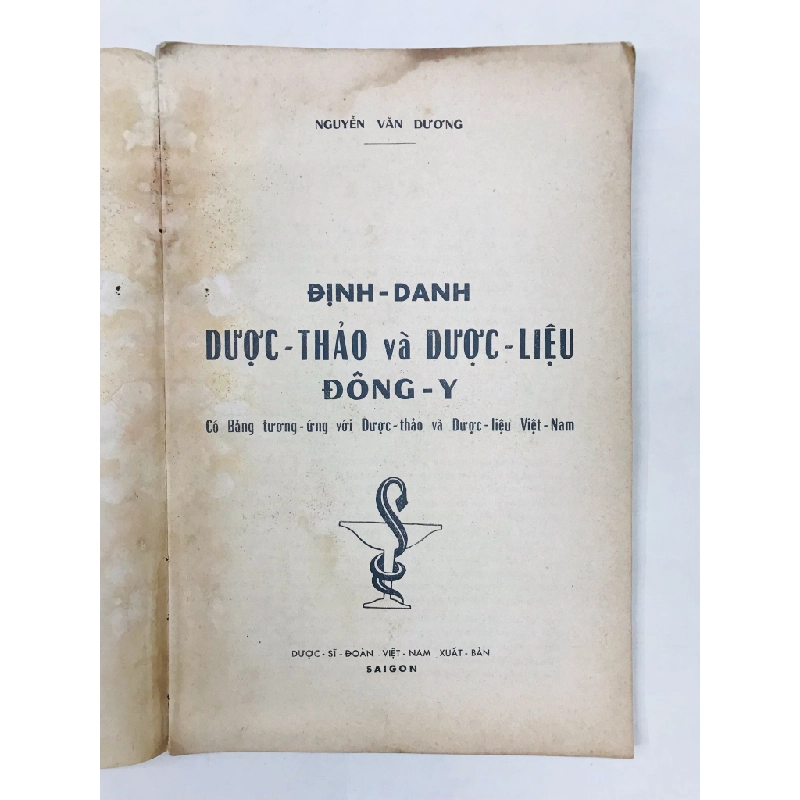 NGUYỄN VĂN DƯƠNG
ĐỊNH-DANH
DƯỢC-THẢO và DƯỢC-LIỆU
ĐÔNG-Y
Có Bảng tương-ứng với Dược-thảo và Dược-liệu Việt-Nam
DƯỢC-SĨ-ĐOÀN VIỆT-NAM XUẤT-BẢN
SAIGON